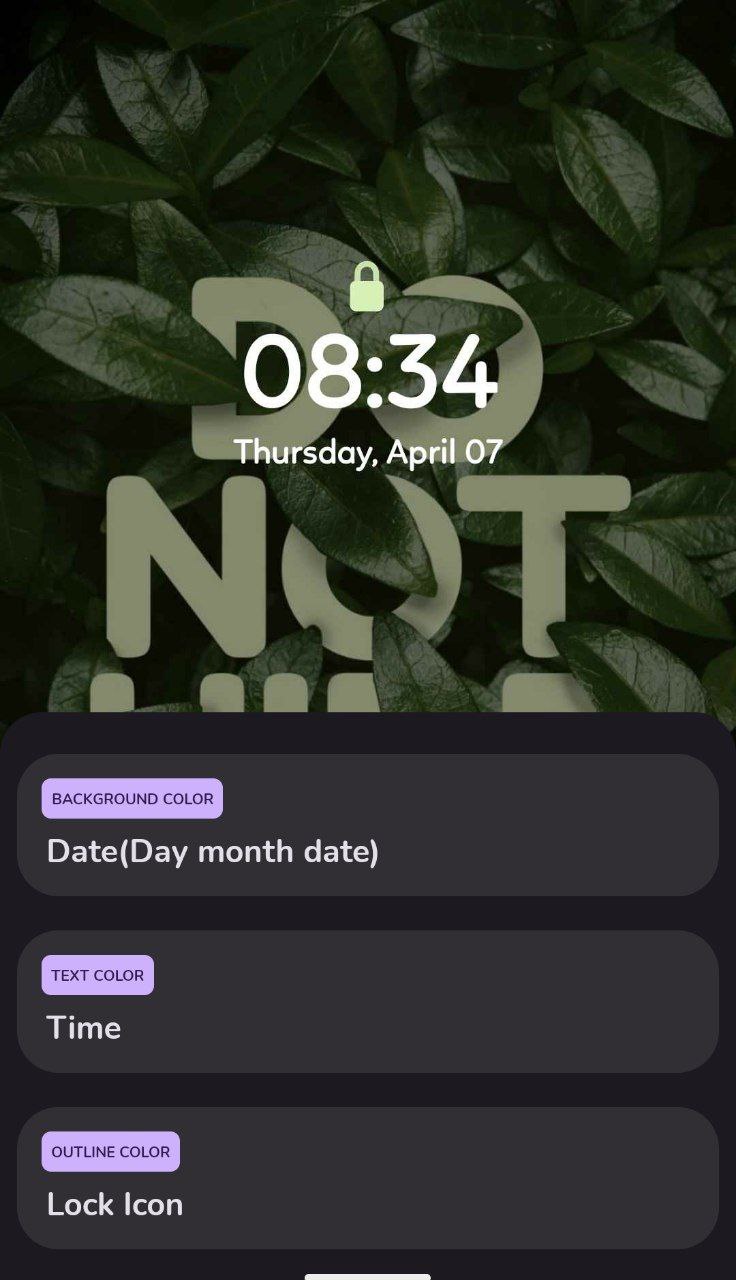 DO
08:34
Thursday, April 07
NOT
BACKGROUND COLOR
Date(Day month date)
TEXT COLOR
Time
OUTLINE COLOR
Lock Icon